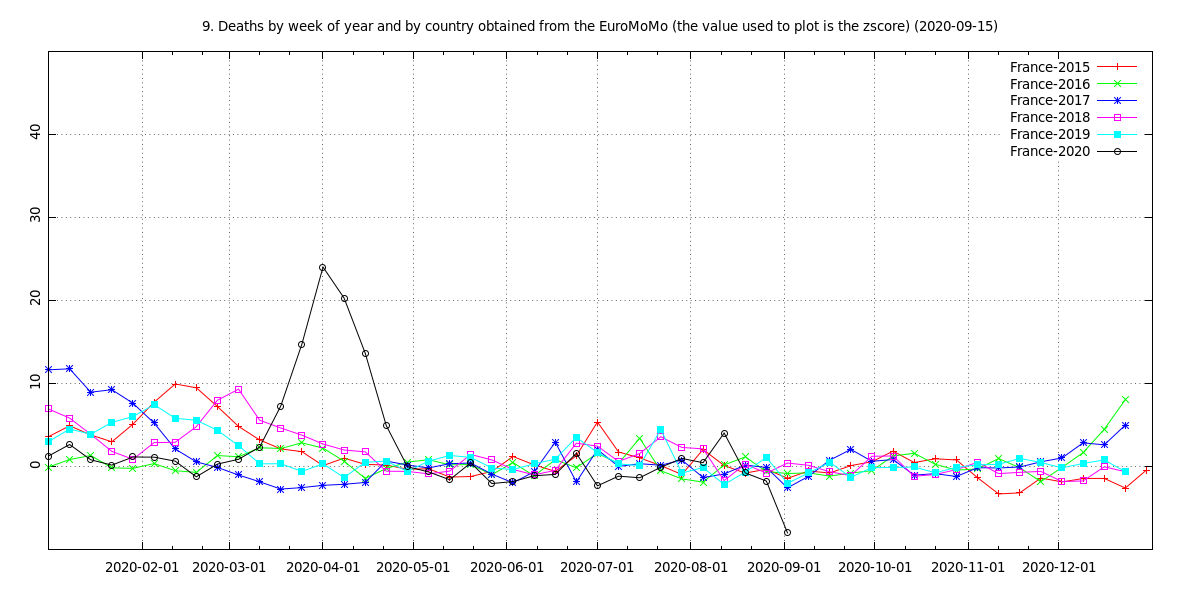 9. Deaths by week of year and by country obtained from the EuroMoMo (the value used to plot is the zscore) (2020-09-15)
France-2015
France-2016
France-2017
France-2018
France-2019
France-2020
40
30
20
10
0
2020-02-01 2020-03-01 2020-04-01 2020-05-01 2020-06-01 2020-07-01 2020-08-01 2020-09-01 2020-10-01 2020-11-01 2020-12-01